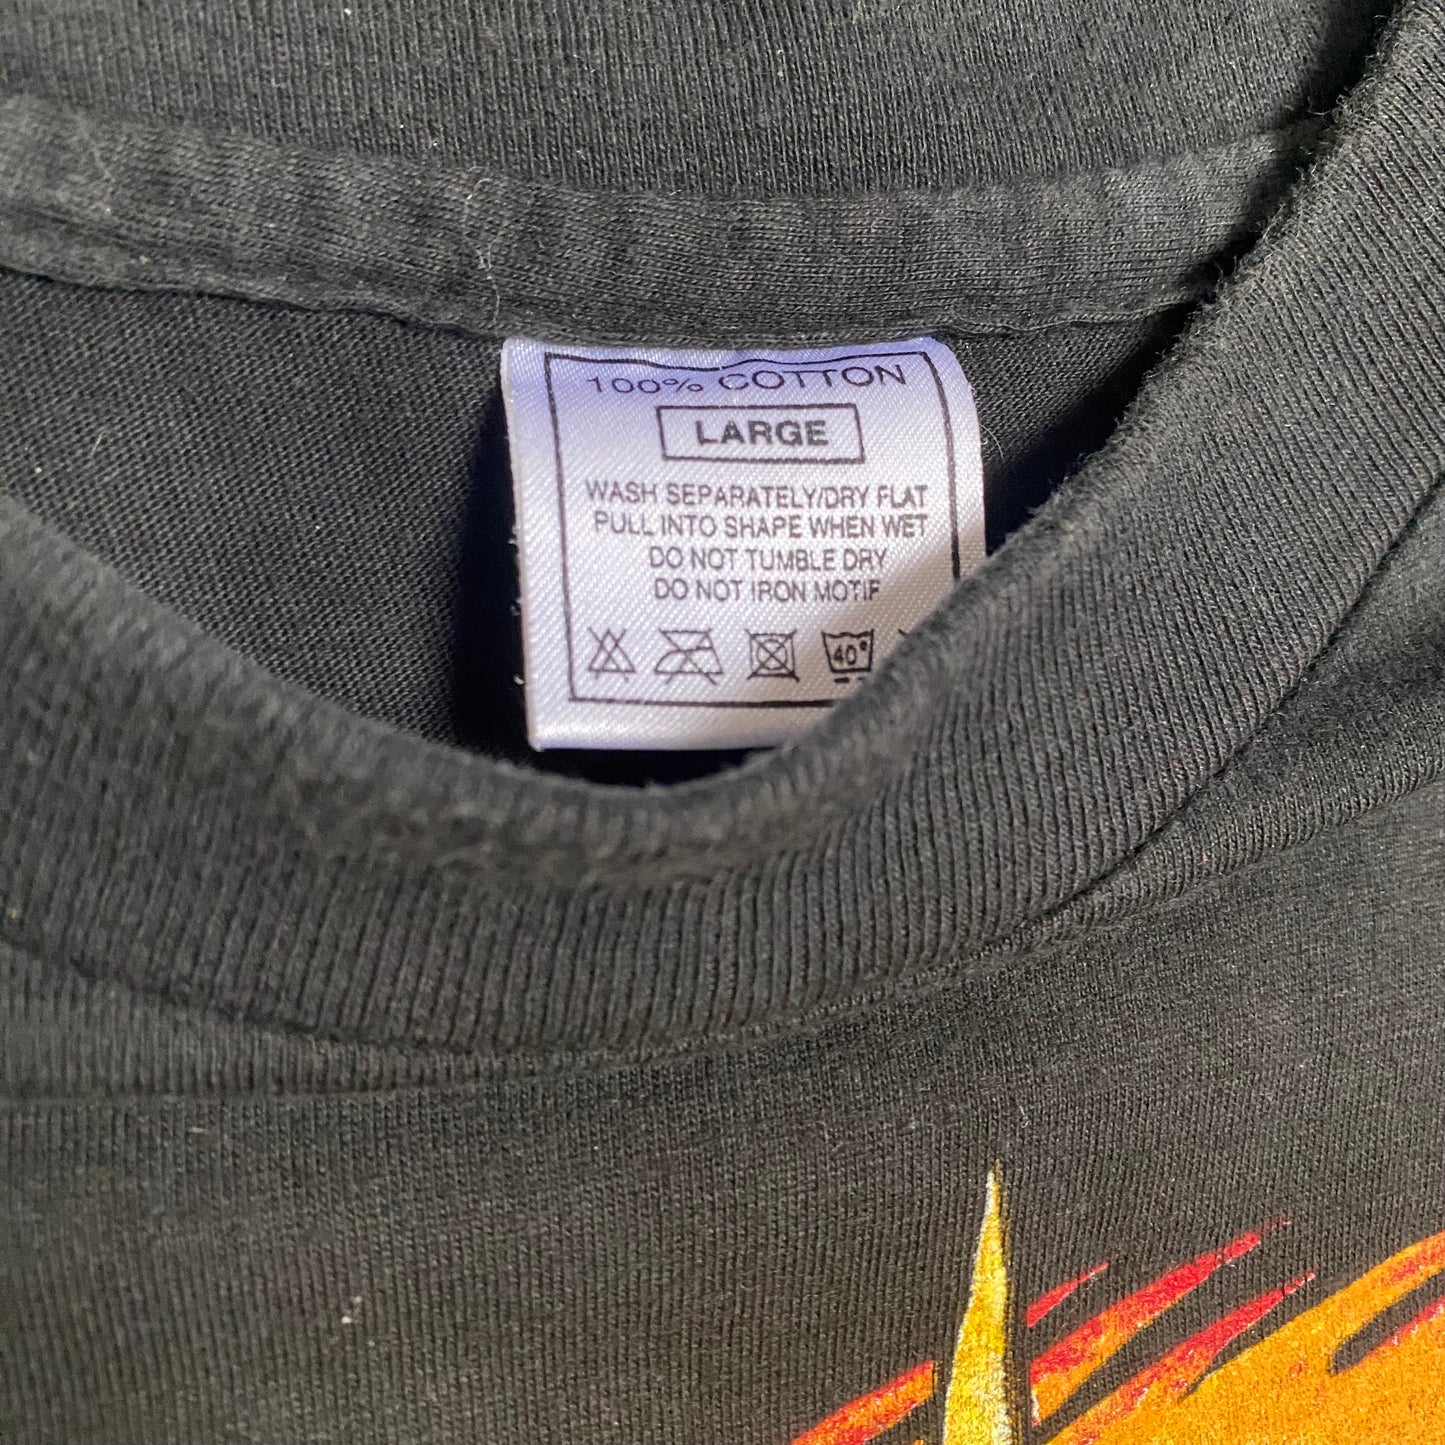 100% COTTON
LARGE
WASH SEPARATELY/DRY FLAT
PULL INTO SHAPE WHEN WET
DO NOT TUMBLE DRY
DO NOT IRON MOTIF
40°